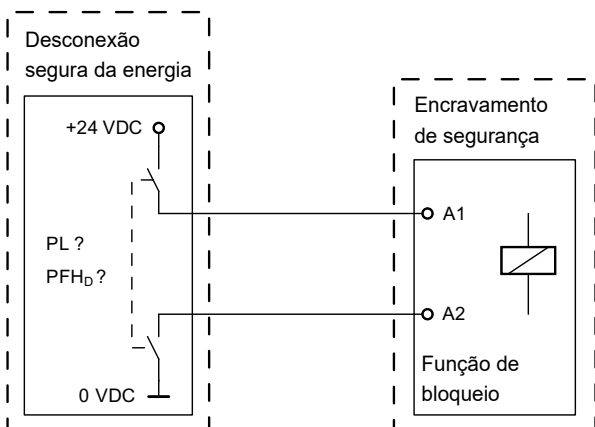 Desconexão
segura da energia
+24 VDC
PL ?
PFHD ?
0 VDC
Encravamento
de segurança
A1
A2
Função de
bloqueio